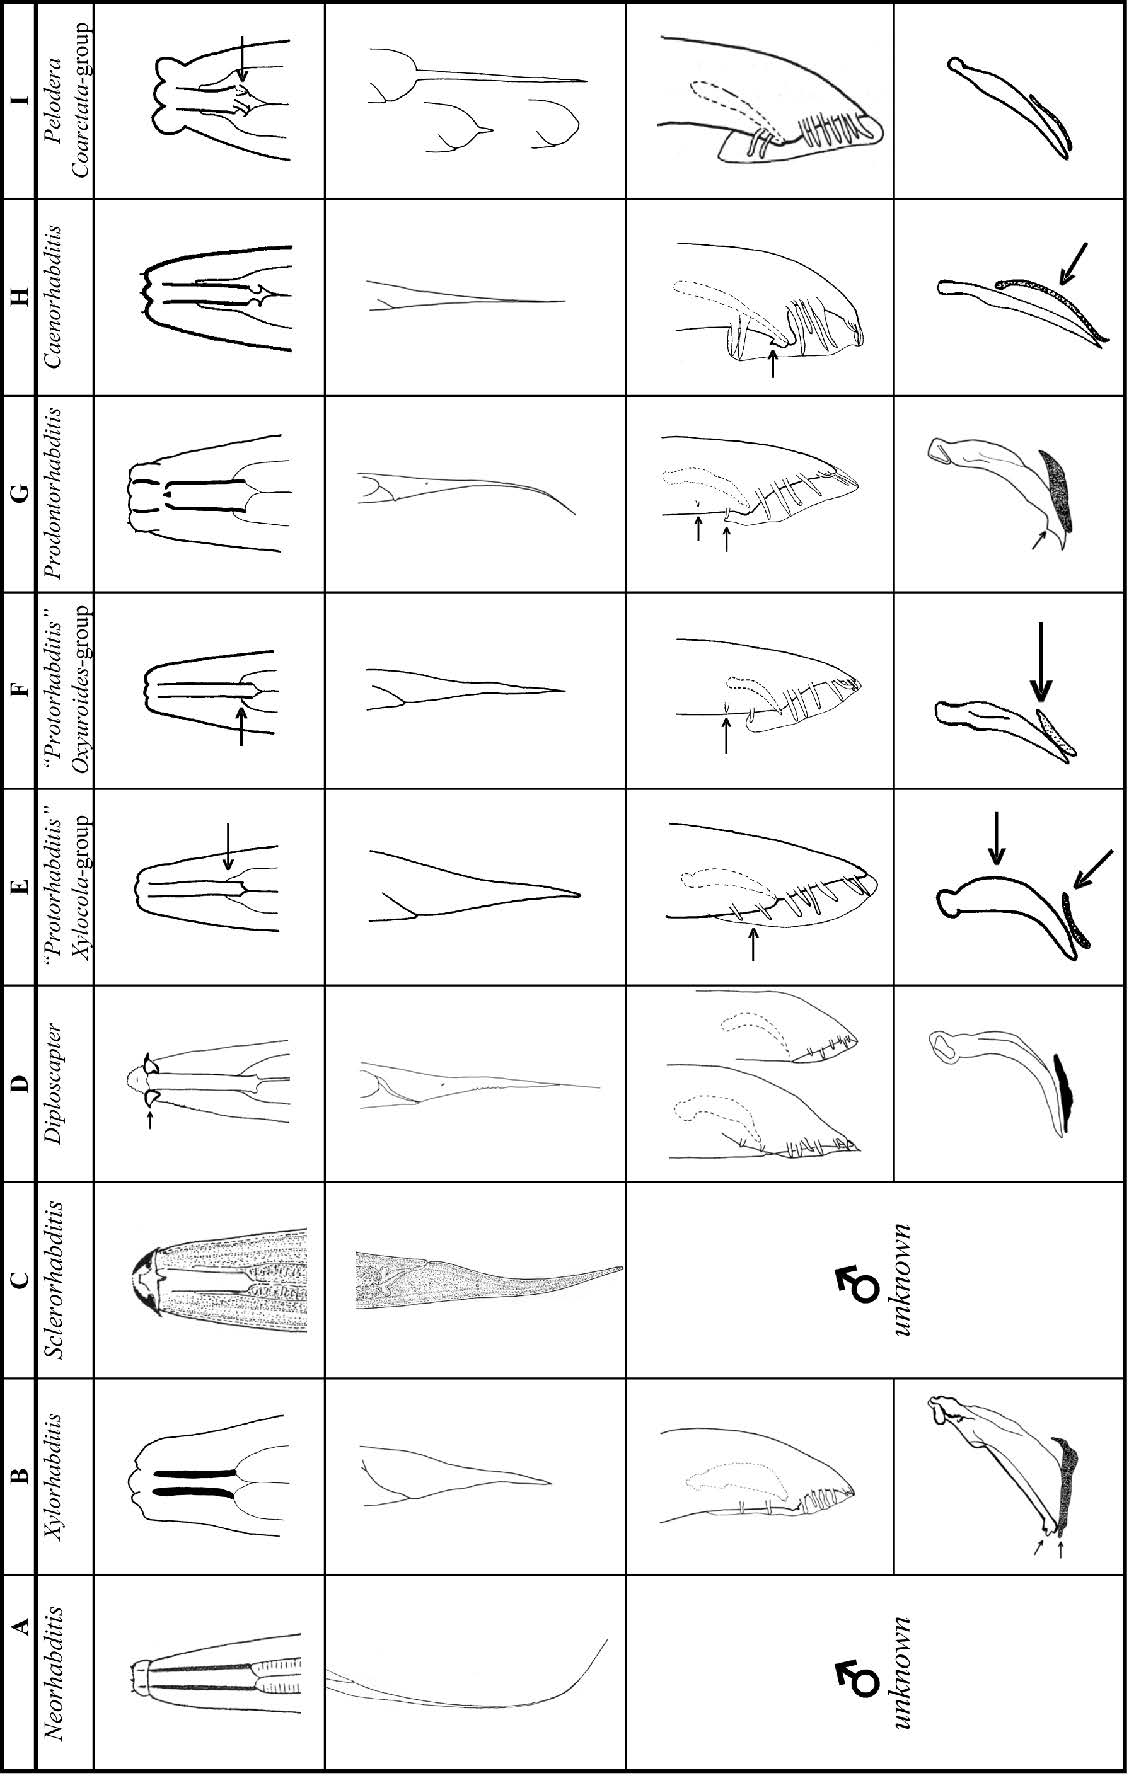 A B C D E F G H I
Neorhabditis Xylorhabditis Sclerorhabditis Diploscapter “Protorhabditis” “Protorhabditis” Prodontorhabditis Caenorhabditis Pelodera
Xylocola-group Oxyuroides-group Coarctata-group
♂ ♂
unknown unknown